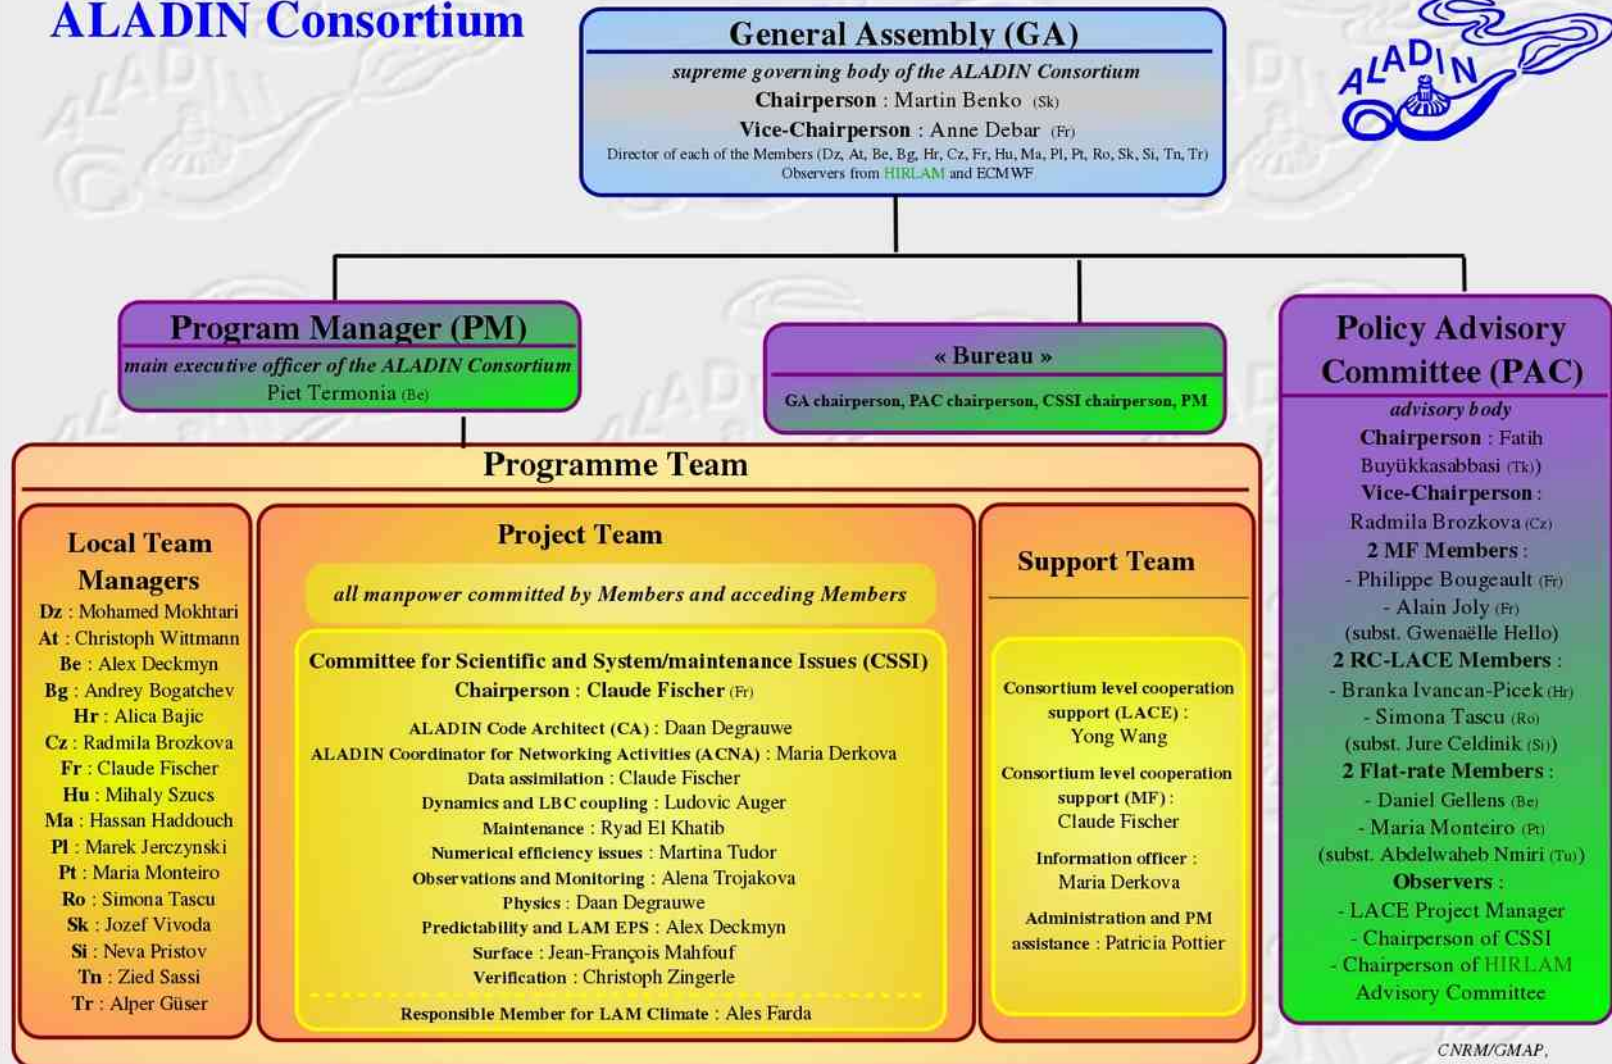 ALADIN Consortium
General Assembly (GA)
supreme governing body of the ALADIN Consortium
Chairperson : Martin Benko (Sk)
Vice-Chairperson : Anne Debar (Fr)
Director of each of the Members (Dz, At, Be, Bg, Hr, Cz, Fr, Hu, Ma, Pl, Pt, Ro, Sk, Si, Tn, Tr)
Observers from HIRLAM and ECMWF
ALADIN
Program Manager (PM)
main executive officer of the ALADIN Consortium
Piet Termonia (Be)
« Bureau »
GA chairperson, PAC chairperson, CSSI chairperson, PM
Policy Advisory
Committee (PAC)
advisory body
Chairperson : Fatih
Buyükkasabbasi (Tk))
Vice-Chairperson :
Radmila Brozkova (Cz)
2 MF Members :
- Philippe Bougeault (Fr)
- Alain Joly (Fr)
(subst. Gwenaëlle Hello)
2 RC-LACE Members :
- Branka Ivancan-Picek (Hr)
- Simona Tascu (Ro)
(subst. Jure Celdinik (Si))
2 Flat-rate Members :
- Daniel Gellens (Be)
- Maria Monteiro (Pt)
(subst. Abdelwaheb Nmiri (Tu))
Observers :
- LACE Project Manager
- Chairperson of CSSI
- Chairperson of HIRLAM
Advisory Committee
Programme Team
Local Team
Managers
Dz : Mohamed Mokhtari
At : Christoph Wittmann
Be : Alex Deckmyn
Bg : Andrey Bogatchev
Hr : Alica Bajic
Cz : Radmila Brozkova
Fr : Claude Fischer
Hu : Mihaly Szucs
Ma : Hassan Haddouch
Pl : Marek Jerczynski
Pt : Maria Monteiro
Ro : Simona Tascu
Sk : Jozef Vivoda
Si : Neva Pristov
Tn : Zied Sassi
Tr : Alper Güser
Project Team
all manpower committed by Members and acceding Members
Committee for Scientific and System/maintenance Issues (CSSI)
Chairperson : Claude Fischer (Fr)
ALADIN Code Architect (CA) : Daan Degrauwe
ALADIN Coordinator for Networking Activities (ACNA) : Maria Derkova
Data assimilation : Claude Fischer
Dynamics and LBC coupling : Ludovic Auger
Maintenance : Ryad El Khatib
Numerical efficiency issues : Martina Tudor
Observations and Monitoring : Alena Trojakova
Physics : Daan Degrauwe
Predictability and LAM EPS : Alex Deckmyn
Surface : Jean-François Mahfouf
Verification : Christoph Zingerle
Responsible Member for LAM Climate : Ales Farda
Support Team
Consortium level cooperation
support (LACE) :
Yong Wang
Consortium level cooperation
support (MF) :
Claude Fischer
Information officer :
Maria Derkova
Administration and PM
assistance : Patricia Pottier
CNRM/GMAP,